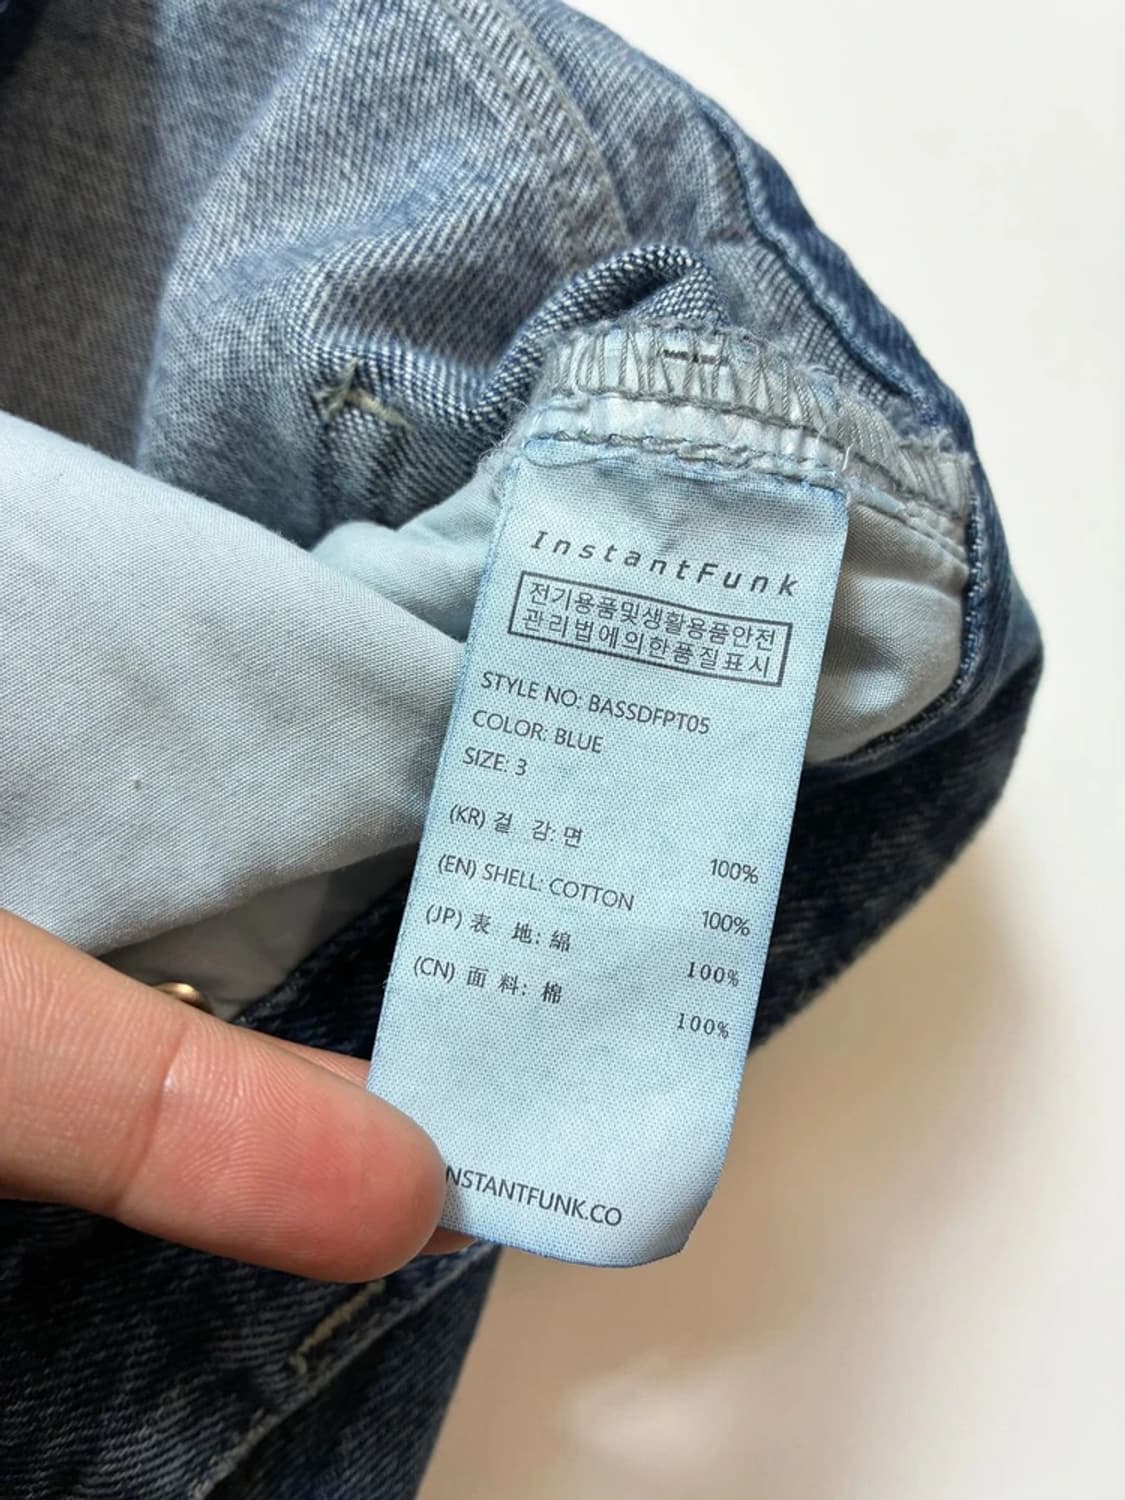 InstantFunk
전기용품및생활용품안전
관리법에의한품질표시
STYLE NO: BASSDFPT05
COLOR: BLUE
SIZE: 3
(KR) 겉 감: 면 100%
(EN) SHELL: COTTON 100%
(JP) 表 地: 綿 100%
(CN) 面 料: 棉 100%
NSTANTFUNK.CO